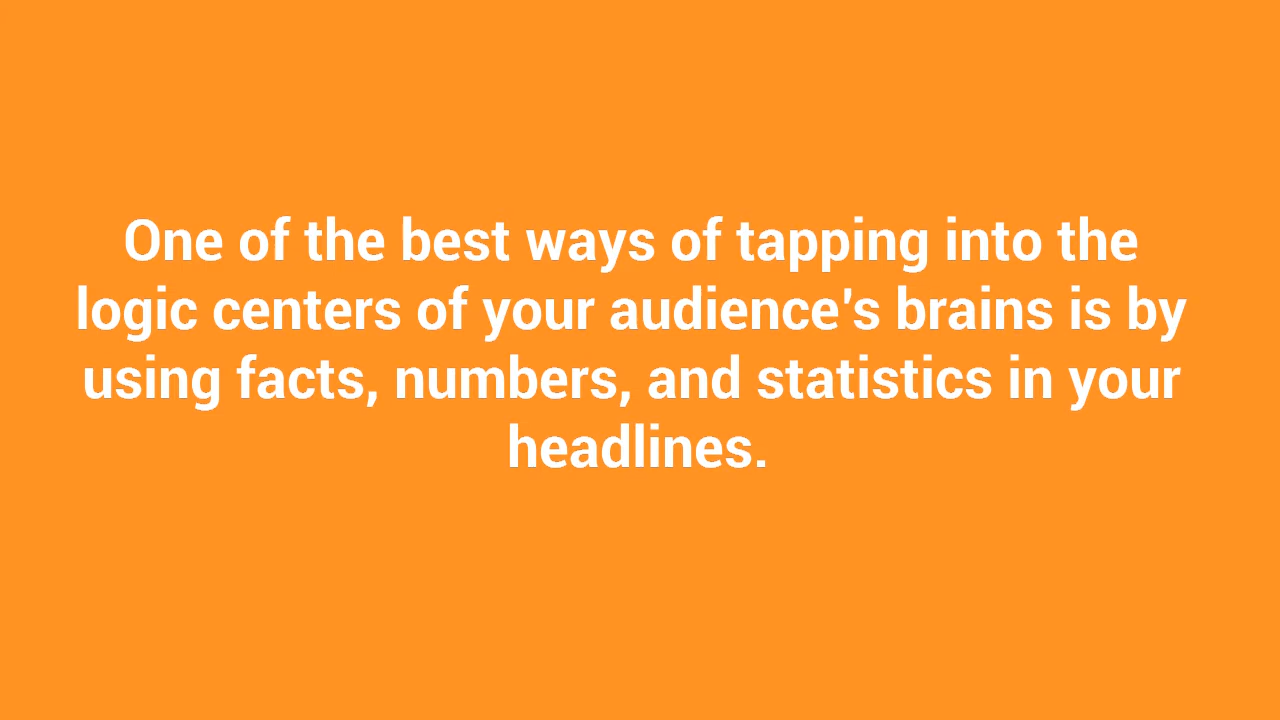 One of the best ways of tapping into the
logic centers of your audience's brains is by
using facts, numbers, and statistics in your
headlines.